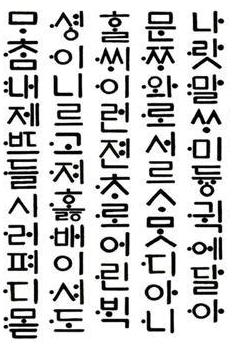 나랏말ᄊᆞ미듕귁에달아
문ᄍᆞ와로서르ᄉᆞᄆᆞᆺ디아니
ᄒᆞᆯᄊᆡ이런젼ᄎᆞ로어린ᄇᆡᆨ
셩이니르고져ᄒᆞᇙ배이셔도
ᄆᆞᄎᆞᆷ내제ᄠᅳ들시러펴디몯